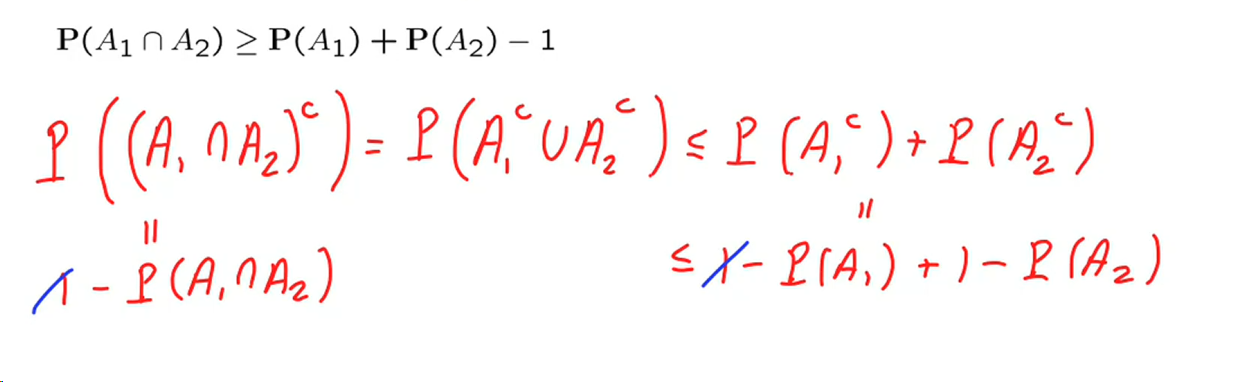 P(A₁ ∩ A₂) ≥ P(A₁) + P(A₂) − 1
P((A₁ ∩ A₂)ᶜ) = P(A₁ᶜ ∪ A₂ᶜ) ≤ P(A₁ᶜ) + P(A₂ᶜ)
|| ||
1 − P(A₁ ∩ A₂) ≤ 1 − P(A₁) + 1 − P(A₂)